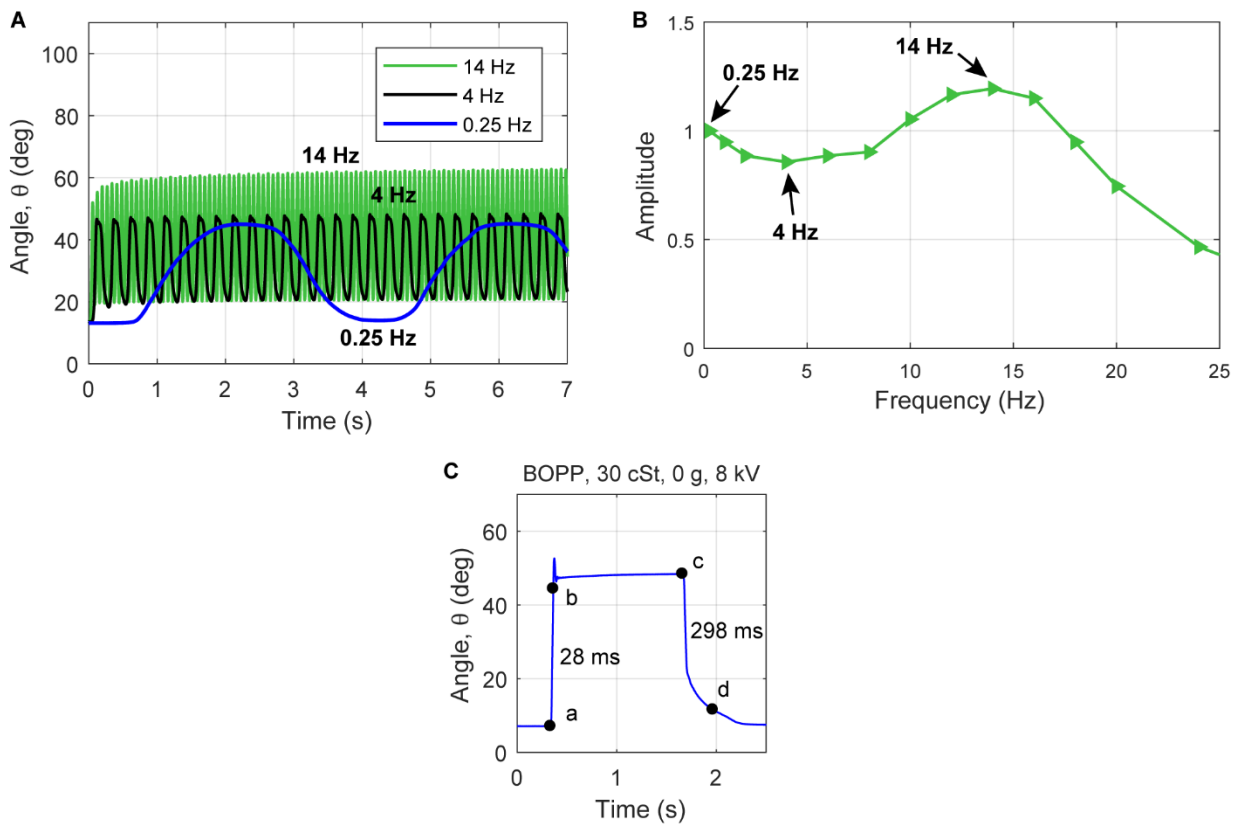 A
Angle, θ (deg)
100
80
60
40
20
0
0 1 2 3 4 5 6 7
Time (s)
14 Hz
4 Hz
0.25 Hz
14 Hz
4 Hz
0.25 Hz
B
Amplitude
1.5
1
0.5
0
0 5 10 15 20 25
Frequency (Hz)
0.25 Hz
14 Hz
4 Hz
C
BOPP, 30 cSt, 0 g, 8 kV
Angle, θ (deg)
60
40
20
0
0 1 2
Time (s)
a
b
c
d
28 ms
298 ms